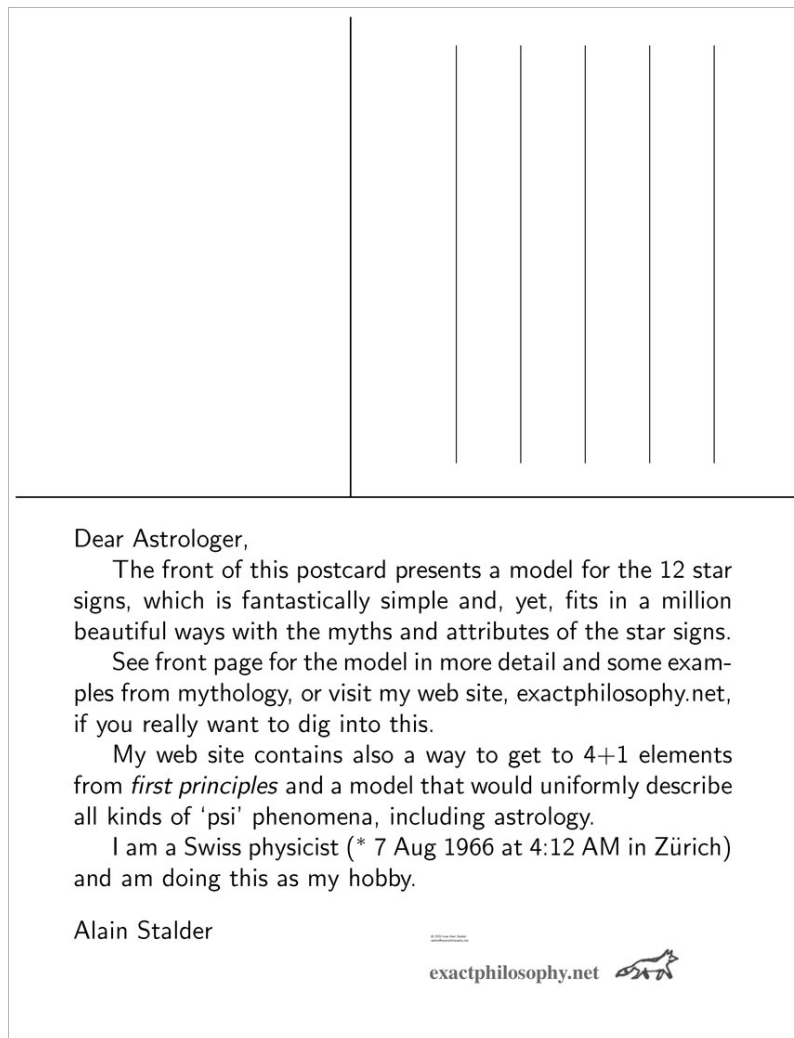 Dear Astrologer,
The front of this postcard presents a model for the 12 star
signs, which is fantastically simple and, yet, fits in a million
beautiful ways with the myths and attributes of the star signs.
See front page for the model in more detail and some exam-
ples from mythology, or visit my web site, exactphilosophy.net,
if you really want to dig into this.
My web site contains also a way to get to 4+1 elements
from first principles and a model that would uniformly describe
all kinds of ‘psi’ phenomena, including astrology.
I am a Swiss physicist (* 7 Aug 1966 at 4:12 AM in Zürich)
and am doing this as my hobby.
Alain Stalder
exactphilosophy.net